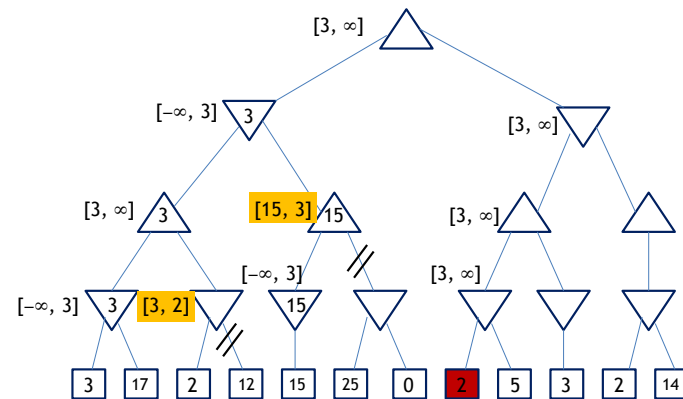 [3, ∞]
[−∞, 3] 3 [3, ∞]
[3, ∞] 3 [15, 3] 15 [3, ∞]
[−∞, 3] [3, ∞]
[−∞, 3] 3 [3, 2] 15
3 17 2 12 15 25 0 2 5 3 2 14